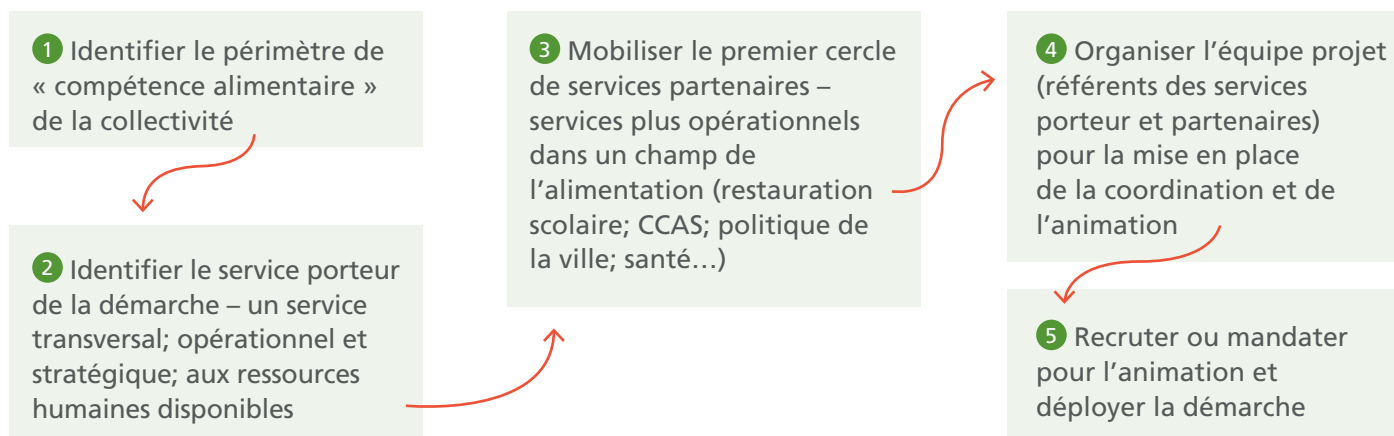 1 Identifier le périmètre de
« compétence alimentaire »
de la collectivité
2 Identifier le service porteur
de la démarche – un service
transversal; opérationnel et
stratégique; aux ressources
humaines disponibles
3 Mobiliser le premier cercle
de services partenaires –
services plus opérationnels
dans un champ de
l’alimentation (restauration
scolaire; CCAS; politique de
la ville; santé…)
4 Organiser l’équipe projet
(référents des services
porteur et partenaires)
pour la mise en place
de la coordination et de
l’animation
5 Recruter ou mandater
pour l’animation et
déployer la démarche